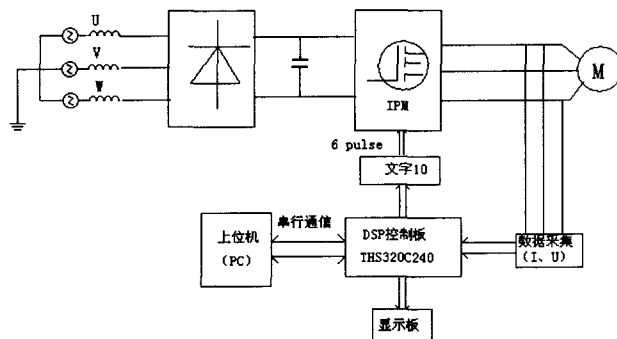 U
V
W
IPM
M
6 pulse
文字10
串行通信
上位机
(PC)
DSP控制板
THS320C240
数据采集
(I、U)
显示板